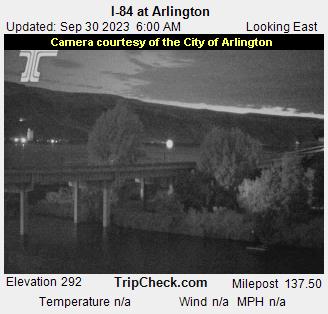 I-84 at Arlington
Updated: Sep 30 2023 6:00 AM Looking East
Camera courtesy of the City of Arlington
Elevation 292 TripCheck.com Milepost 137.50
Temperature n/a Wind n/a MPH n/a